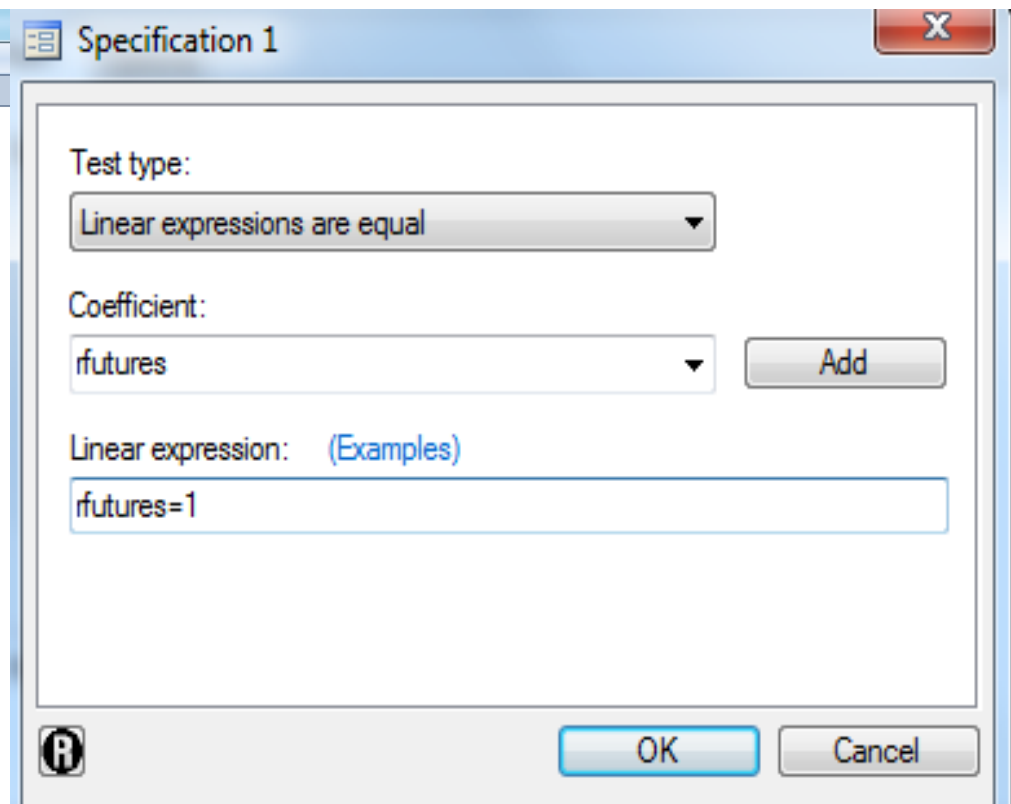 Specification 1
X
Test type:
Linear expressions are equal
Coefficient:
rfutures
Add
Linear expression: (Examples)
rfutures=1
R
OK Cancel